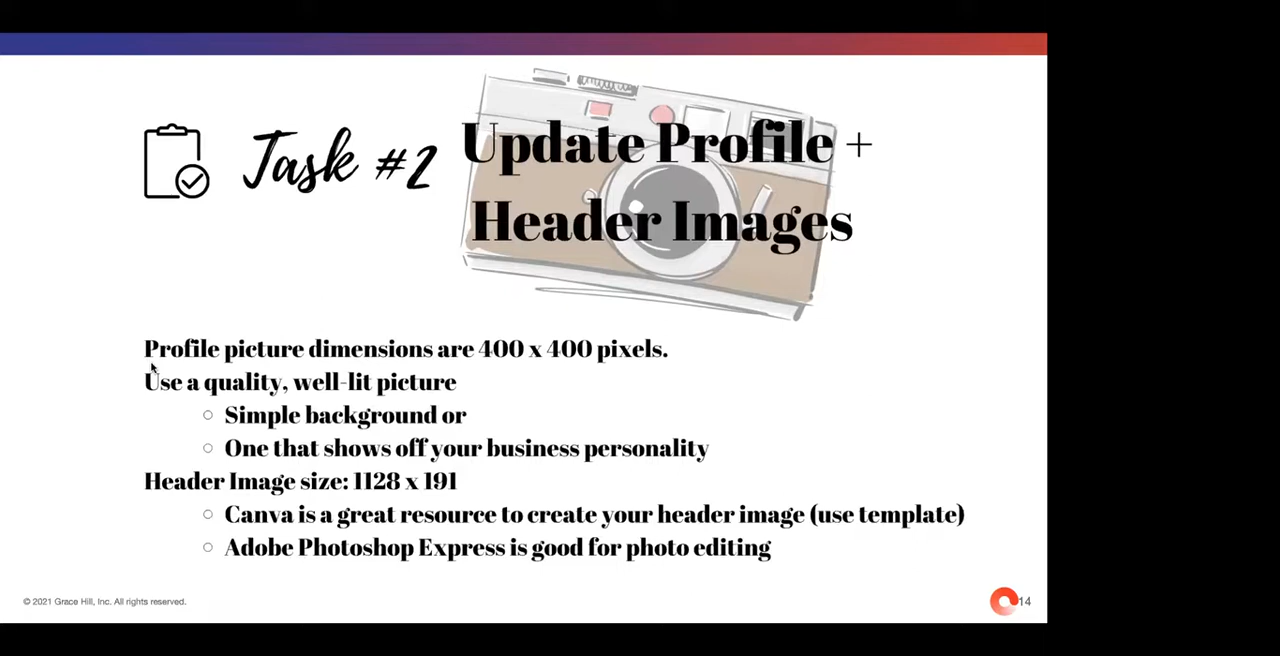 Task #2
Update Profile +
Header Images
Profile picture dimensions are 400 x 400 pixels.
Use a quality, well-lit picture
Simple background or
One that shows off your business personality
Header Image size: 1128 x 191
Canva is a great resource to create your header image (use template)
Adobe Photoshop Express is good for photo editing
© 2021 Grace Hill, Inc. All rights reserved.
14